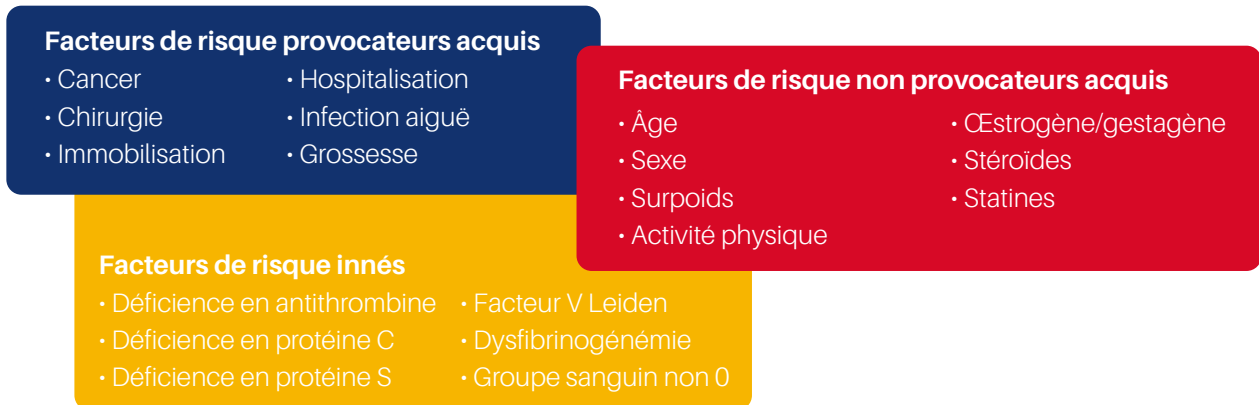 Facteurs de risque provocateurs acquis
• Cancer
• Chirurgie
• Immobilisation
• Hospitalisation
• Infection aiguë
• Grossesse
Facteurs de risque non provocateurs acquis
• Âge
• Sexe
• Surpoids
• Activité physique
• Œstrogène/gestagène
• Stéroïdes
• Statines
Facteurs de risque innés
• Déficience en antithrombine
• Déficience en protéine C
• Déficience en protéine S
• Facteur V Leiden
• Dysfibrinogénémie
• Groupe sanguin non 0